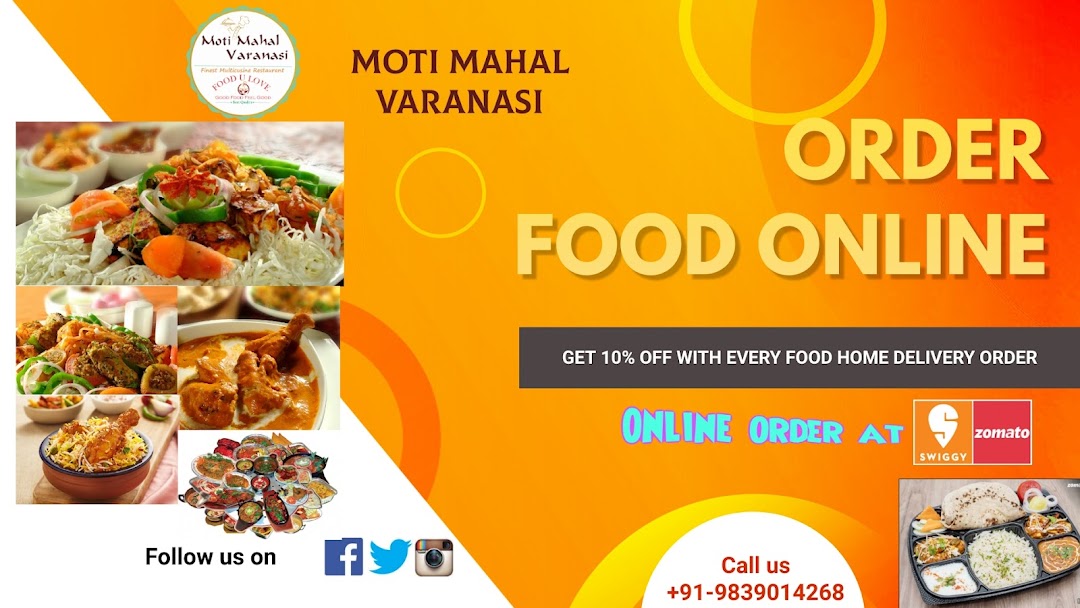 Moti Mahal
Varanasi
Finest Multicuisine Restaurant
FOOD U LOVE
MOTI MAHAL
VARANASI
ORDER
FOOD ONLINE
GET 10% OFF WITH EVERY FOOD HOME DELIVERY ORDER
ONLINE ORDER AT
SWIGGY
zomato
zomato
Follow us on
Call us
+91-9839014268